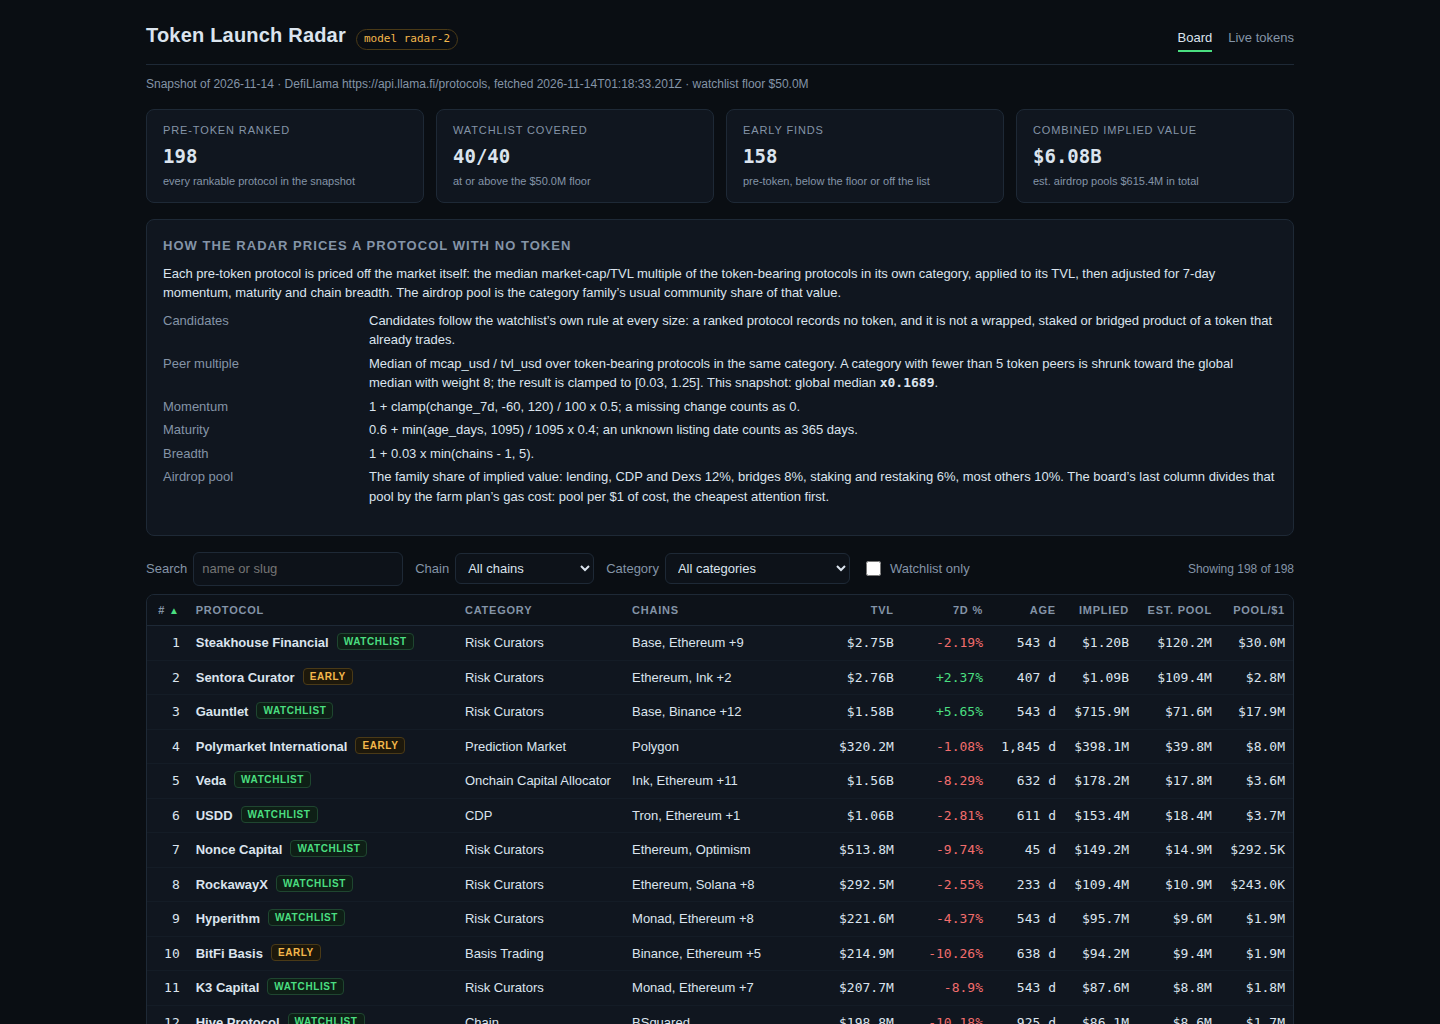 Token Launch Radar model radar-2 Board Live tokens
Snapshot of 2026-11-14 · DefiLlama https://api.llama.fi/protocols, fetched 2026-11-14T01:18:33.201Z · watchlist floor $50.0M
PRE-TOKEN RANKED
198
every rankable protocol in the snapshot
WATCHLIST COVERED
40/40
at or above the $50.0M floor
EARLY FINDS
158
pre-token, below the floor or off the list
COMBINED IMPLIED VALUE
$6.08B
est. airdrop pools $615.4M in total
HOW THE RADAR PRICES A PROTOCOL WITH NO TOKEN
Each pre-token protocol is priced off the market itself: the median market-cap/TVL multiple of the token-bearing protocols in its own category, applied to its TVL, then adjusted for 7-day
momentum, maturity and chain breadth. The airdrop pool is the category family’s usual community share of that value.
Candidates Candidates follow the watchlist’s own rule at every size: a ranked protocol records no token, and it is not a wrapped, staked or bridged product of a token that
already trades.
Peer multiple Median of mcap_usd / tvl_usd over token-bearing protocols in the same category. A category with fewer than 5 token peers is shrunk toward the global
median with weight 8; the result is clamped to [0.03, 1.25]. This snapshot: global median x0.1689.
Momentum 1 + clamp(change_7d, -60, 120) / 100 x 0.5; a missing change counts as 0.
Maturity 0.6 + min(age_days, 1095) / 1095 x 0.4; an unknown listing date counts as 365 days.
Breadth 1 + 0.03 x min(chains - 1, 5).
Airdrop pool The family share of implied value: lending, CDP and Dexs 12%, bridges 8%, staking and restaking 6%, most others 10%. The board’s last column divides that
pool by the farm plan’s gas cost: pool per $1 of cost, the cheapest attention first.
Search name or slug Chain All chains Category All categories Watchlist only Showing 198 of 198
# ▲ PROTOCOL CATEGORY CHAINS TVL 7D % AGE IMPLIED EST. POOL POOL/$1
1 Steakhouse Financial WATCHLIST Risk Curators Base, Ethereum +9 $2.75B -2.19% 543 d $1.20B $120.2M $30.0M
2 Sentora Curator EARLY Risk Curators Ethereum, Ink +2 $2.76B +2.37% 407 d $1.09B $109.4M $2.8M
3 Gauntlet WATCHLIST Risk Curators Base, Binance +12 $1.58B +5.65% 543 d $715.9M $71.6M $17.9M
4 Polymarket International EARLY Prediction Market Polygon $320.2M -1.08% 1,845 d $398.1M $39.8M $8.0M
5 Veda WATCHLIST Onchain Capital Allocator Ink, Ethereum +11 $1.56B -8.29% 632 d $178.2M $17.8M $3.6M
6 USDD WATCHLIST CDP Tron, Ethereum +1 $1.06B -2.81% 611 d $153.4M $18.4M $3.7M
7 Nonce Capital WATCHLIST Risk Curators Ethereum, Optimism $513.8M -9.74% 45 d $149.2M $14.9M $292.5K
8 RockawayX WATCHLIST Risk Curators Ethereum, Solana +8 $292.5M -2.55% 233 d $109.4M $10.9M $243.0K
9 Hyperithm WATCHLIST Risk Curators Monad, Ethereum +8 $221.6M -4.37% 543 d $95.7M $9.6M $1.9M
10 BitFi Basis EARLY Basis Trading Binance, Ethereum +5 $214.9M -10.26% 638 d $94.2M $9.4M $1.9M
11 K3 Capital WATCHLIST Risk Curators Monad, Ethereum +7 $207.7M -8.9% 543 d $87.6M $8.8M $1.8M
12 Hive Protocol WATCHLIST Chain BSquared $198.8M -10.18% 925 d $86.1M $8.6M $1.7M